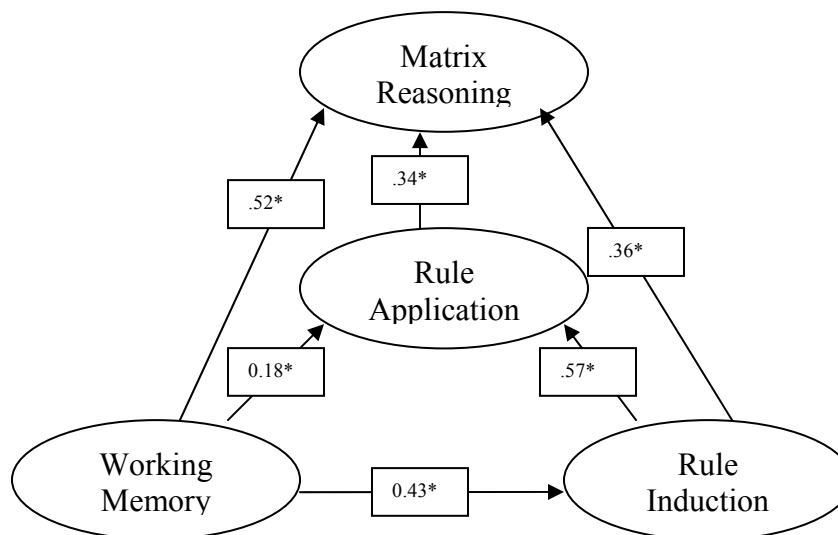 Matrix
Reasoning
.52*
.34*
.36*
Rule
Application
0.18*
.57*
Working
Memory
0.43*
Rule
Induction